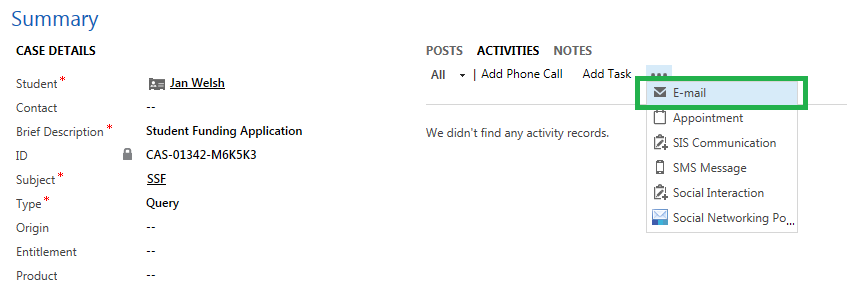 Summary
CASE DETAILS
Student*
Jan Welsh
Contact
--
Brief Description*
Student Funding Application
ID
CAS-01342-M6K5K3
Subject*
SSF
Type*
Query
Origin
--
Entitlement
--
Product
--
POSTS ACTIVITIES NOTES
All | Add Phone Call Add Task ...
E-mail
Appointment
SIS Communication
SMS Message
Social Interaction
Social Networking Po...
We didn't find any activity records.